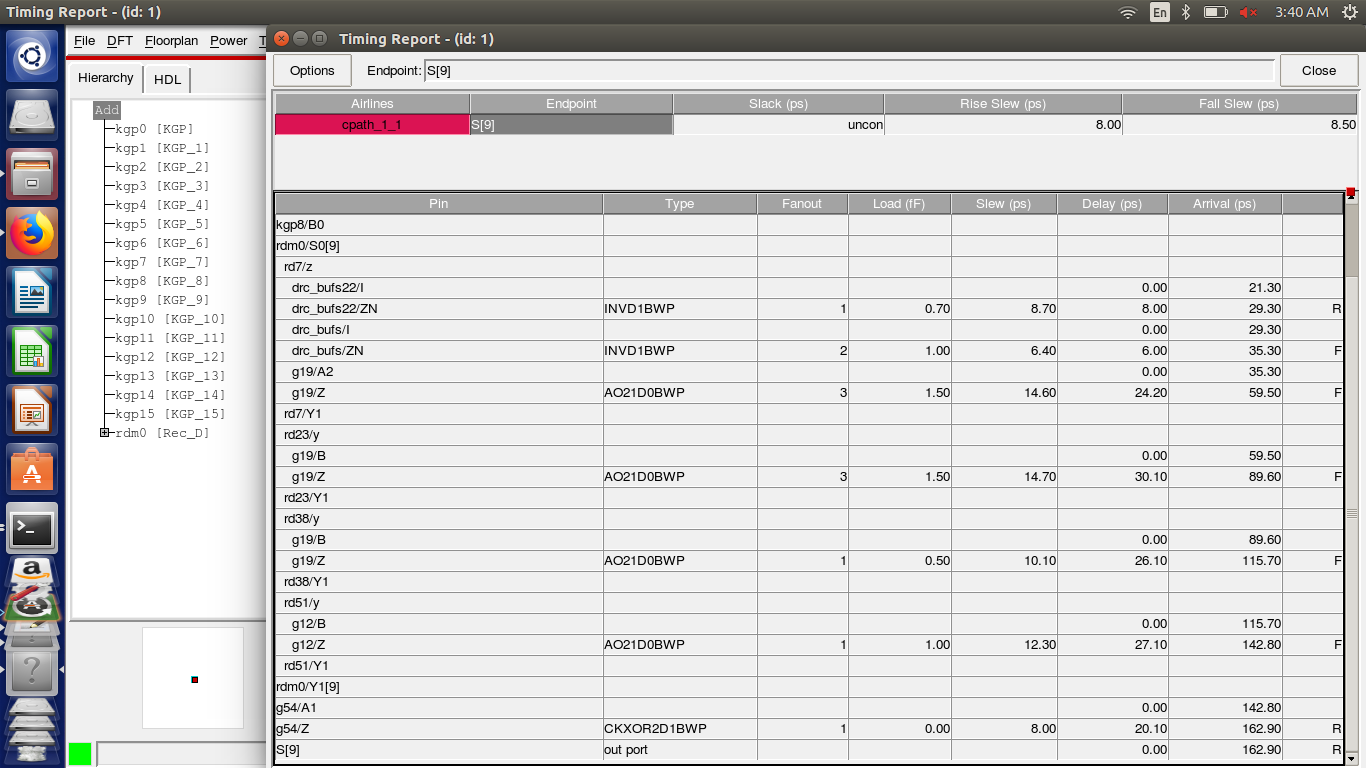 Timing Report - (id: 1)
En
3:40 AM
File DFT Floorplan Power T
Timing Report - (id: 1)
Hierarchy HDL
Options Endpoint: S[9] Close
Airlines Endpoint Slack (ps) Rise Slew (ps) Fall Slew (ps)
cpath_1_1 S[9] uncon 8.00 8.50
Add
kgp0 [KGP]
kgp1 [KGP_1]
kgp2 [KGP_2]
kgp3 [KGP_3]
kgp4 [KGP_4]
kgp5 [KGP_5]
kgp6 [KGP_6]
kgp7 [KGP_7]
kgp8 [KGP_8]
kgp9 [KGP_9]
kgp10 [KGP_10]
kgp11 [KGP_11]
kgp12 [KGP_12]
kgp13 [KGP_13]
kgp14 [KGP_14]
kgp15 [KGP_15]
rdm0 [Rec_D]
Pin Type Fanout Load (fF) Slew (ps) Delay (ps) Arrival (ps)
kgp8/B0
rdm0/S0[9]
rd7/z
drc_bufs22/I 0.00 21.30
drc_bufs22/ZN INVD1BWP 1 0.70 8.70 8.00 29.30 R
drc_bufs/I 0.00 29.30
drc_bufs/ZN INVD1BWP 2 1.00 6.40 6.00 35.30 F
g19/A2 0.00 35.30
g19/Z AO21D0BWP 3 1.50 14.60 24.20 59.50 F
rd7/Y1
rd23/y
g19/B 0.00 59.50
g19/Z AO21D0BWP 3 1.50 14.70 30.10 89.60 F
rd23/Y1
rd38/y
g19/B 0.00 89.60
g19/Z AO21D0BWP 1 0.50 10.10 26.10 115.70 F
rd38/Y1
rd51/y
g12/B 0.00 115.70
g12/Z AO21D0BWP 1 1.00 12.30 27.10 142.80 F
rd51/Y1
rdm0/Y1[9]
g54/A1 0.00 142.80
g54/Z CKXOR2D1BWP 1 0.00 8.00 20.10 162.90 R
S[9] out port 0.00 162.90 R